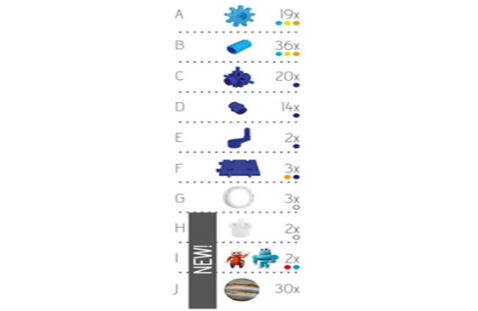 A 19x
B 36x
C 20x
D 14x
E 2x
F 3x
G 3x
H 2x
I 2x
J 30x
NEW!